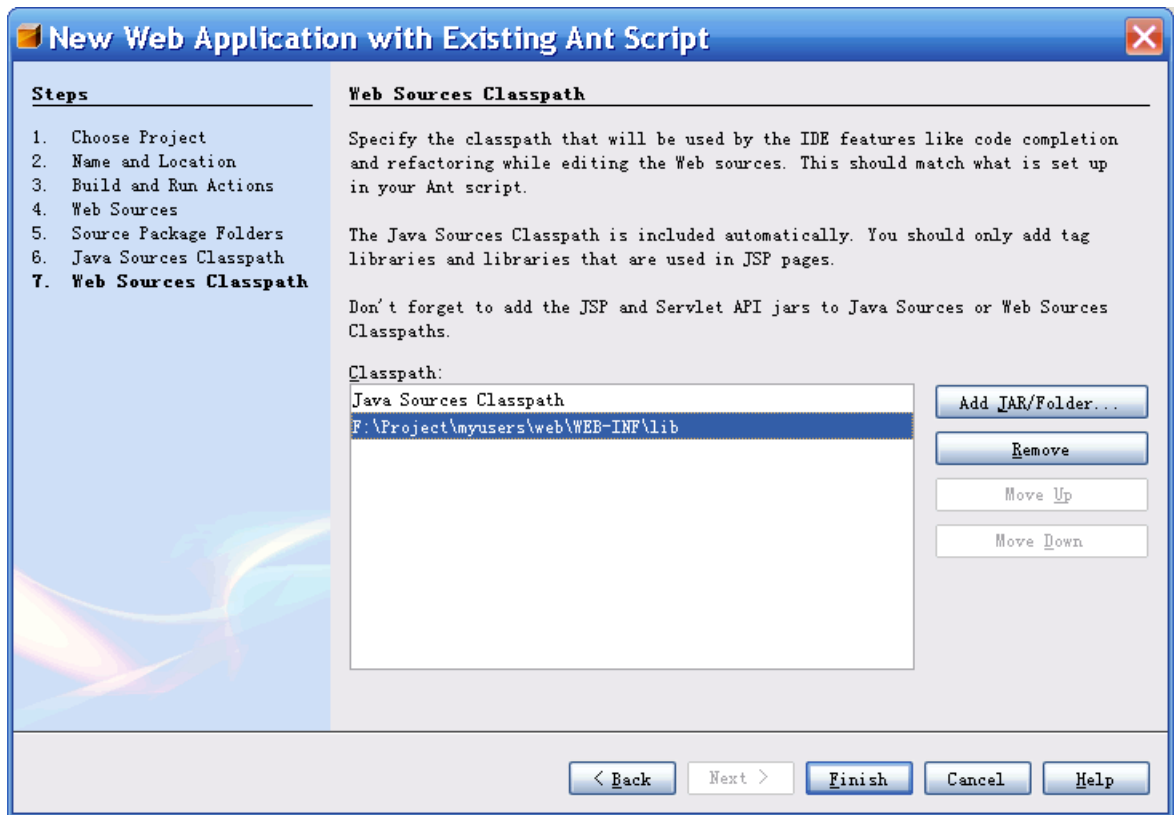 New Web Application with Existing Ant Script
Steps
1. Choose Project
2. Name and Location
3. Build and Run Actions
4. Web Sources
5. Source Package Folders
6. Java Sources Classpath
7. Web Sources Classpath
Web Sources Classpath
Specify the classpath that will be used by the IDE features like code completion
and refactoring while editing the Web sources. This should match what is set up
in your Ant script.
The Java Sources Classpath is included automatically. You should only add tag
libraries and libraries that are used in JSP pages.
Don't forget to add the JSP and Servlet API jars to Java Sources or Web Sources
Classpaths.
Classpath:
Java Sources Classpath
F:\Project\myusers\web\WEB-INF\lib
Add JAR/Folder...
Remove
Move Up
Move Down
< Back
Next >
Finish
Cancel
Help